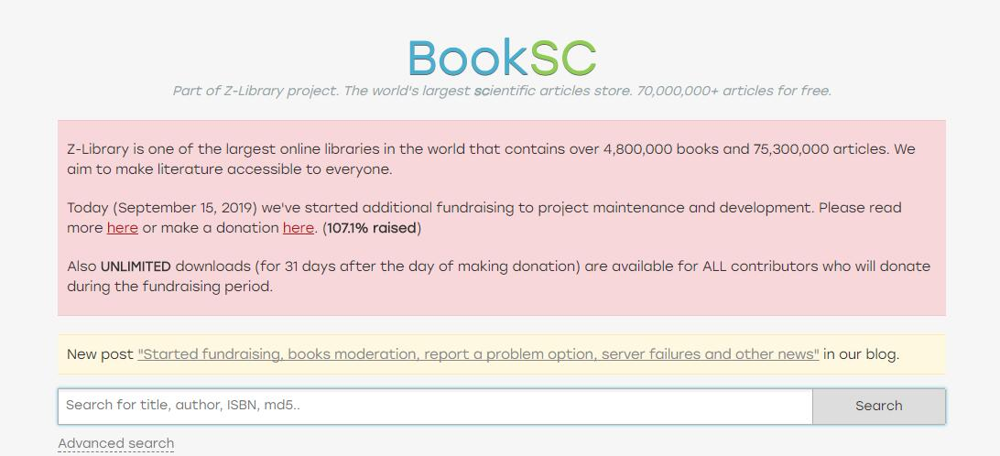 BookSC
Part of Z-Library project. The world's largest scientific articles store. 70,000,000+ articles for free.
Z-Library is one of the largest online libraries in the world that contains over 4,800,000 books and 75,300,000 articles. We
aim to make literature accessible to everyone.
Today (September 15, 2019) we've started additional fundraising to project maintenance and development. Please read
more here or make a donation here. (107.1% raised)
Also UNLIMITED downloads (for 31 days after the day of making donation) are available for ALL contributors who will donate
during the fundraising period.
New post "Started fundraising, books moderation, report a problem option, server failures and other news" in our blog.
Search for title, author, ISBN, md5..
Search
Advanced search